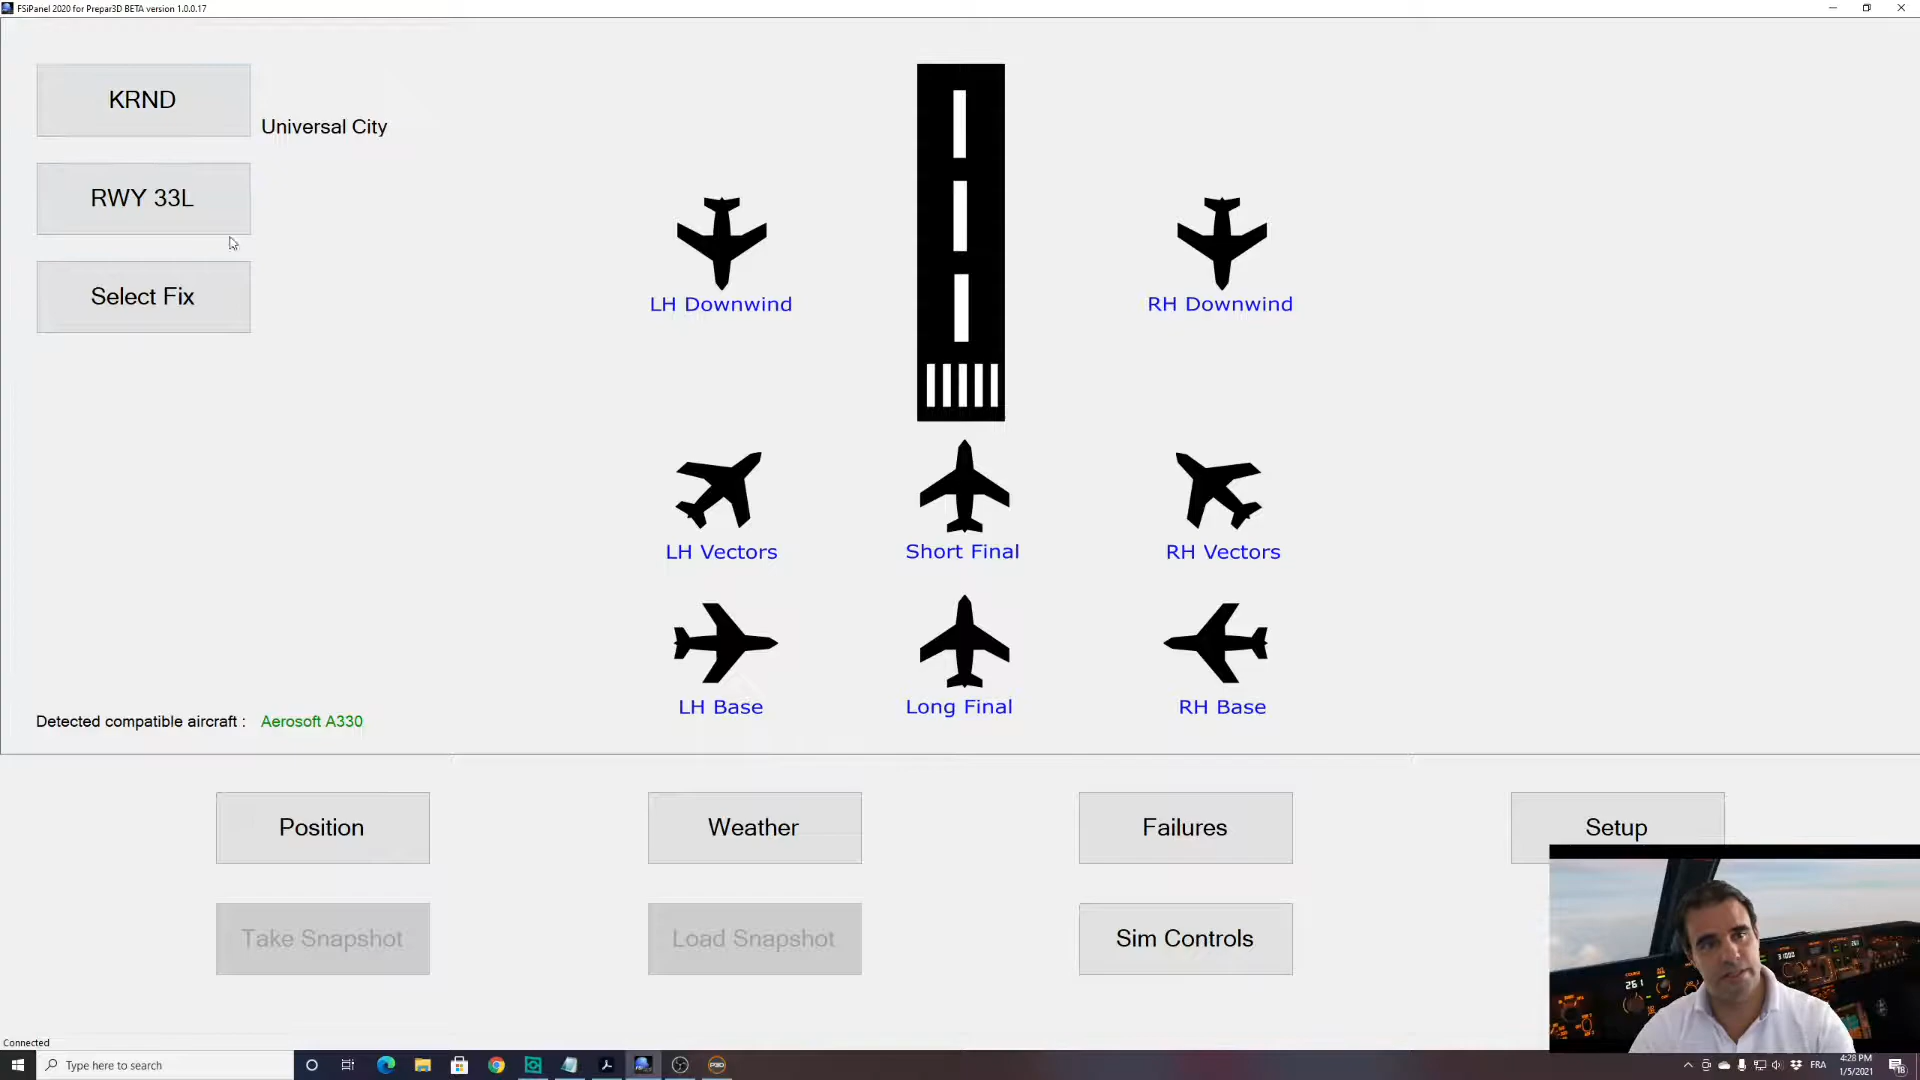 FSiPanel 2020 for Prepar3D BETA version 1.0.0.17
KRND
Universal City
RWY 33L
Select Fix
LH Downwind
RH Downwind
LH Vectors
Short Final
RH Vectors
LH Base
Long Final
RH Base
Detected compatible aircraft : Aerosoft A330
Position
Weather
Failures
Setup
Take Snapshot
Load Snapshot
Sim Controls
261
Connected
Type here to search
FRA
4:28 PM
1/5/2021